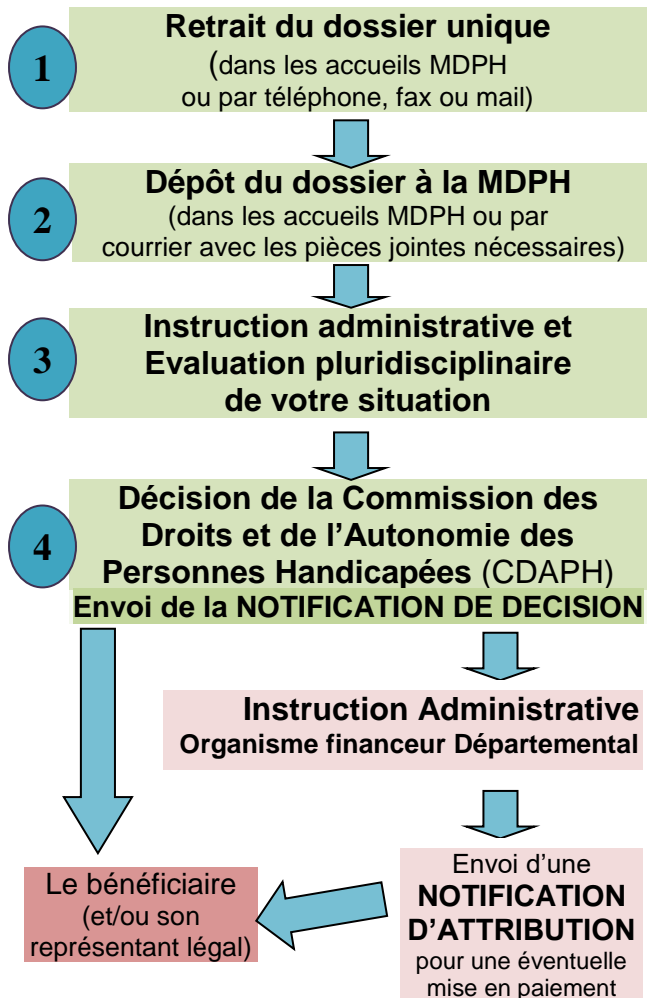 1
Retrait du dossier unique
(dans les accueils MDPH
ou par téléphone, fax ou mail)
2
Dépôt du dossier à la MDPH
(dans les accueils MDPH ou par
courrier avec les pièces jointes nécessaires)
3
Instruction administrative et
Evaluation pluridisciplinaire
de votre situation
4
Décision de la Commission des
Droits et de l’Autonomie des
Personnes Handicapées (CDAPH)
Envoi de la NOTIFICATION DE DECISION
Instruction Administrative
Organisme financeur Départemental
Le bénéficiaire
(et/ou son
représentant légal)
Envoi d’une
NOTIFICATION
D’ATTRIBUTION
pour une éventuelle
mise en paiement